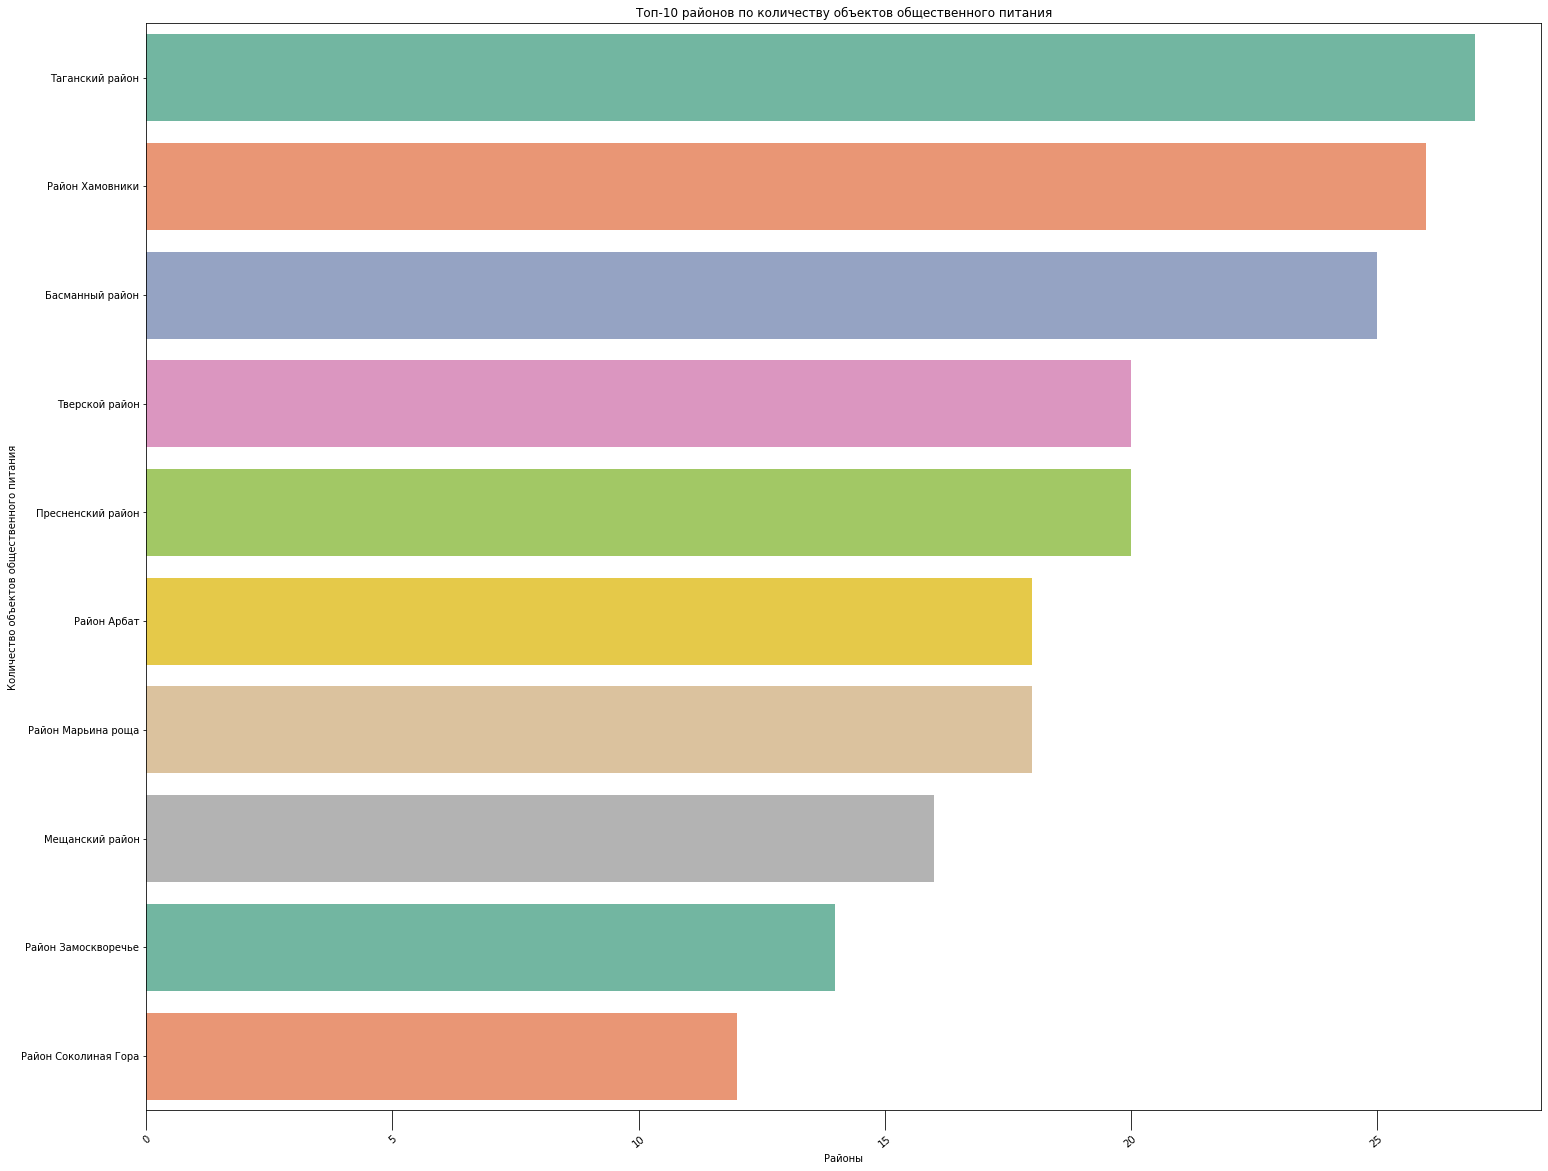 Топ-10 районов по количеству объектов общественного питания
Количество объектов общественного питания
Таганский район
Район Хамовники
Басманный район
Тверской район
Пресненский район
Район Арбат
Район Марьина роща
Мещанский район
Район Замоскворечье
Район Соколиная Гора
0 5 10 15 20 25
Районы